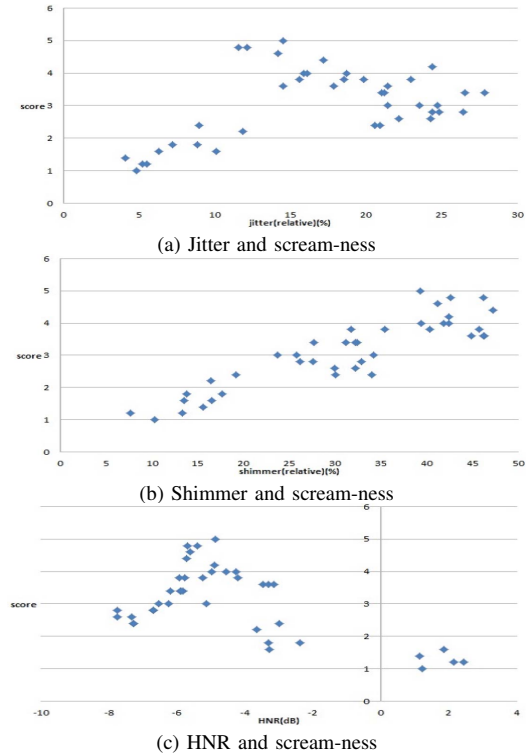 6
5
4
score 3
2
1
0
0 5 10 15 20 25 30
jitter(relative)(%)
(a) Jitter and scream-ness
6
5
4
score 3
2
1
0
0 5 10 15 20 25 30 35 40 45 50
shimmer(relative)(%)
(b) Shimmer and scream-ness
6
5
4
score 3
2
1
0
-10 -8 -6 -4 -2 0 2 4
HNR(dB)
(c) HNR and scream-ness